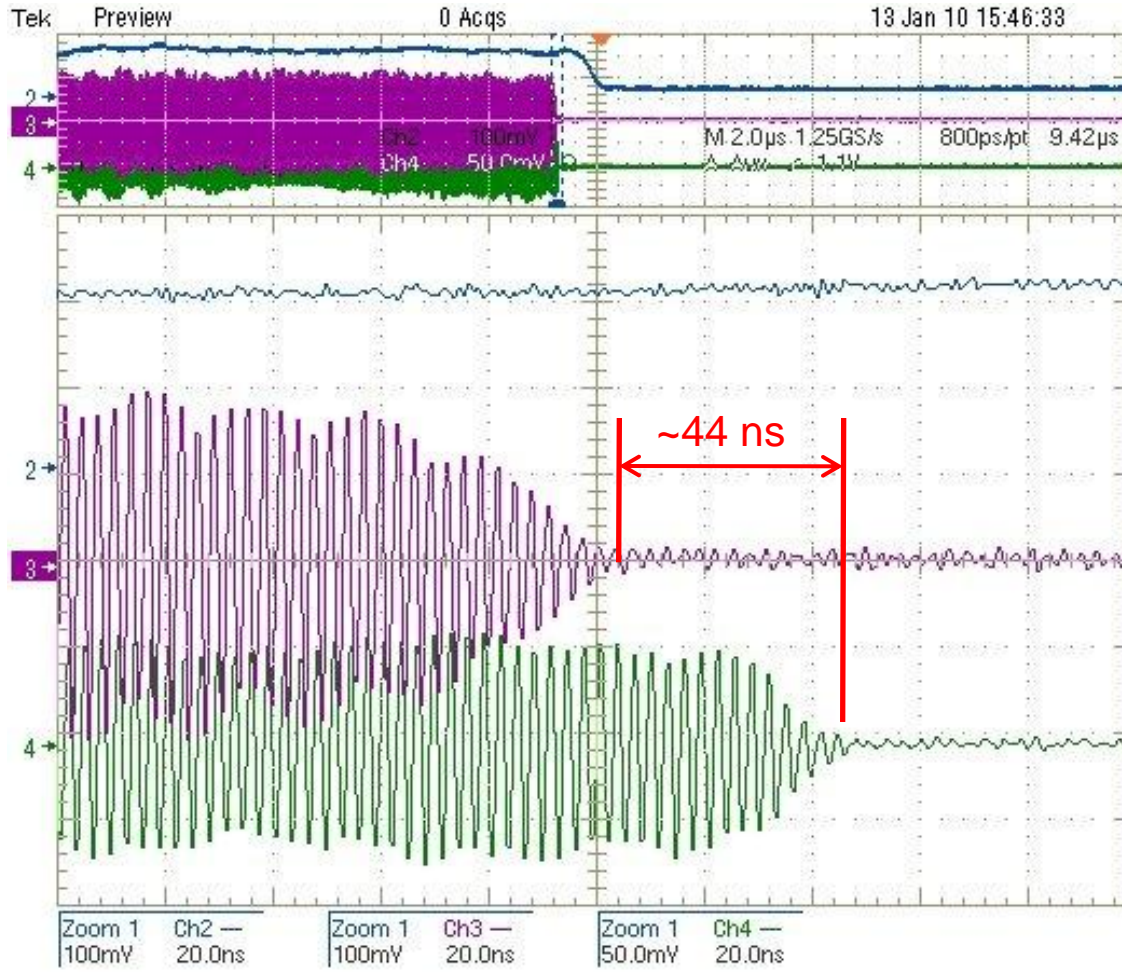 Tek Preview 0 Acqs 13 Jan 10 15:46:33
2
3
Ch2 100mV M 2.0µs 1.25GS/s 800ps/pt 9.42µs
4 Ch4 50.0mV
~44 ns
2
3
4
Zoom 1 Ch2 Zoom 1 Ch3 Zoom 1 Ch4
100mV 20.0ns 100mV 20.0ns 50.0mV 20.0ns